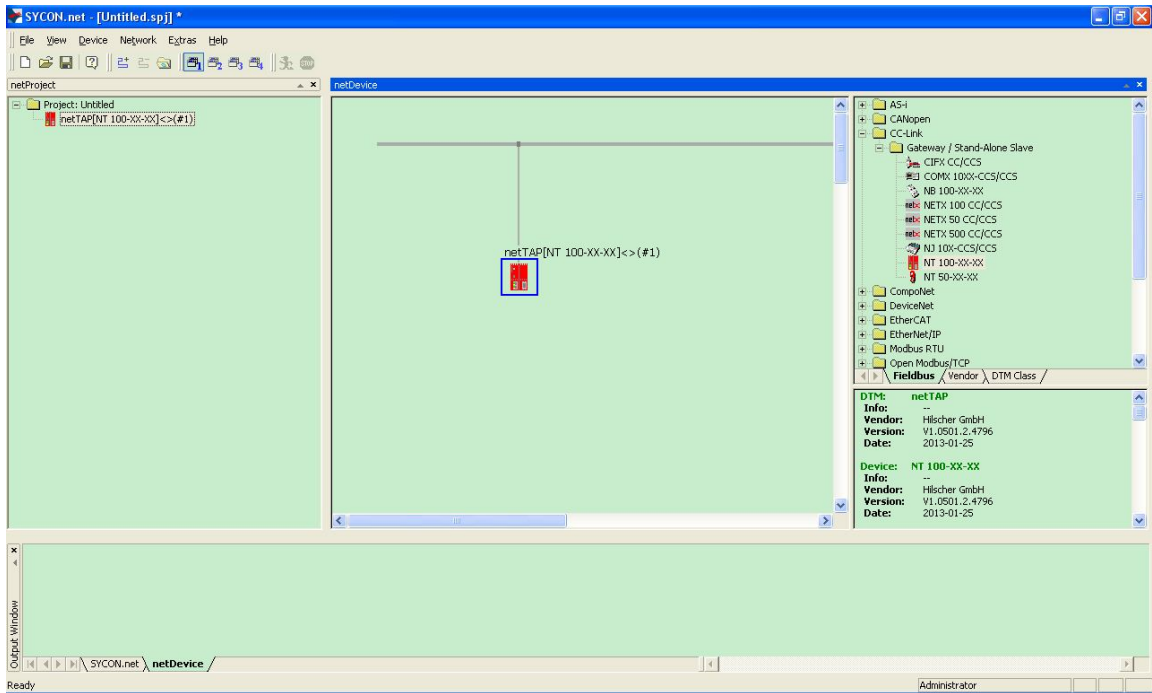 SYCON.net - [Untitled.spj] *
File View Device Network Extras Help
netProject
Project: Untitled
netTAP[NT 100-XX-XX]<>(#1)
netDevice
netTAP[NT 100-XX-XX]<>(#1)
AS-i
CANopen
CC-Link
Gateway / Stand-Alone Slave
CIFX CC/CCS
COMX 10XX-CCS/CCS
NB 100-XX-XX
NETX 100 CC/CCS
NETX 50 CC/CCS
NETX 500 CC/CCS
NJ 10X-CCS/CCS
NT 100-XX-XX
NT 50-XX-XX
CompoNet
DeviceNet
EtherCAT
EtherNet/IP
Modbus RTU
Open Modbus/TCP
Fieldbus Vendor DTM Class
DTM: netTAP
Info: --
Vendor: Hilscher GmbH
Version: V1.0501.2.4796
Date: 2013-01-25
Device: NT 100-XX-XX
Info: --
Vendor: Hilscher GmbH
Version: V1.0501.2.4796
Date: 2013-01-25
Output Window
SYCON.net netDevice
Ready
Administrator